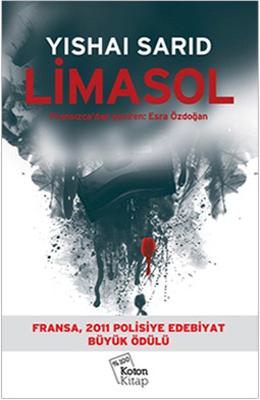 YISHAI SARID
LİMASOL
Fransızca'dan çeviren: Esra Özdoğan
FRANSA, 2011 POLİSİYE EDEBİYAT
BÜYÜK ÖDÜLÜ
% 100
Koton
Kitap